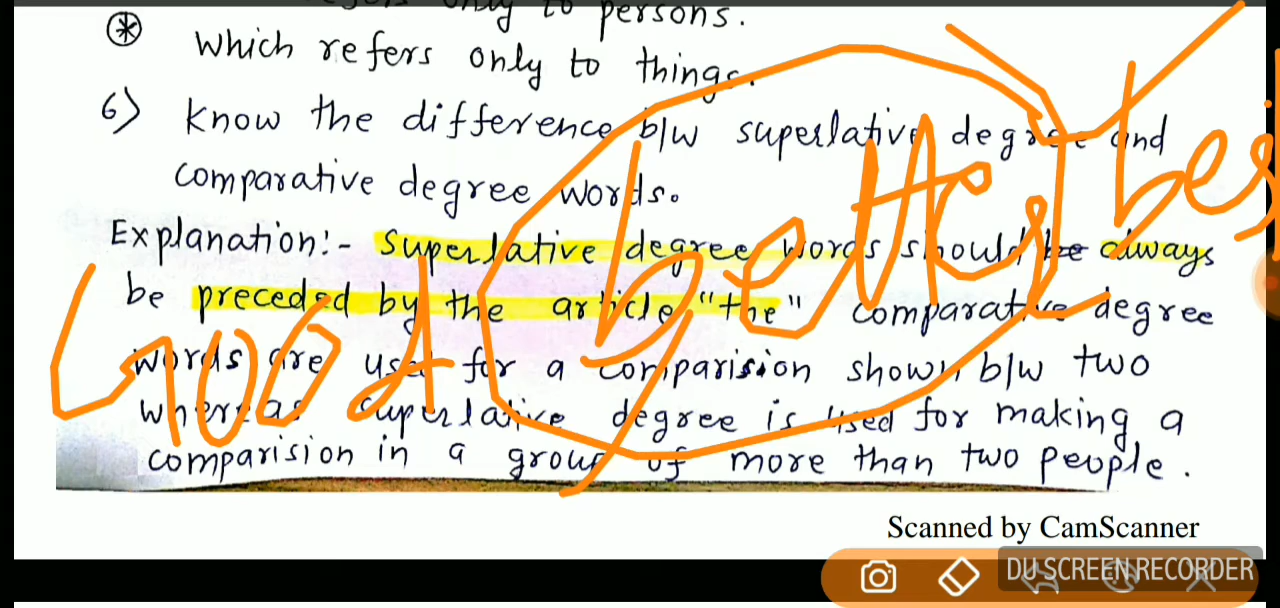 only to persons.
which refers only to things.
6) Know the difference b/w superlative degree and
comparative degree words.
Explanation:- Superlative degree words should be always
be preceded by the article "the" comparative degree
words are used for a comparision shown b/w two
whereas superlative degree is used for making a
comparision in a group of more than two people.
Good better best
Scanned by CamScanner
DU SCREEN RECORDER